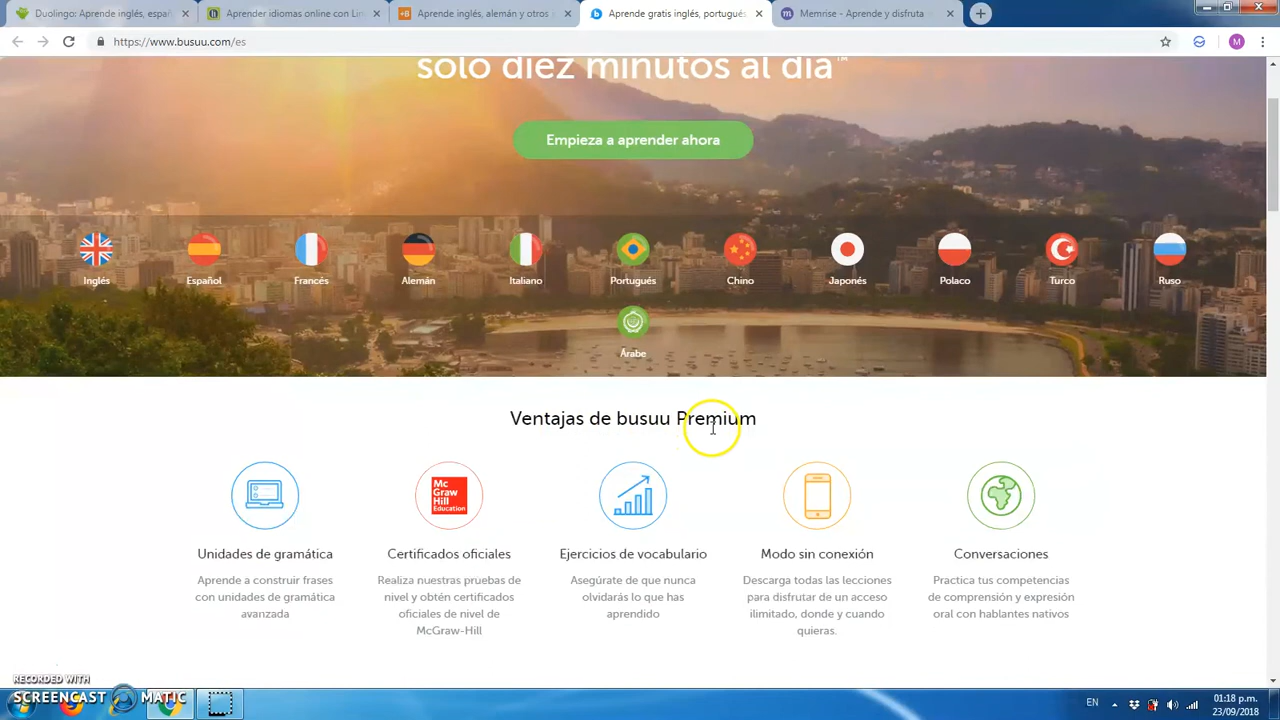 Duolingo: Aprende inglés, españ
Aprender idiomas online con Lin
Aprende inglés, alemán y otros
Aprende gratis inglés, portugués
Memrise - Aprende y disfruta
https://www.busuu.com/es
M
solo diez minutos al día™
Empieza a aprender ahora
Inglés
Español
Francés
Alemán
Italiano
Portugués
Chino
Japonés
Polaco
Turco
Ruso
Árabe
Ventajas de busuu Premium
Mc
Graw
Hill
Education
Unidades de gramática
Certificados oficiales
Ejercicios de vocabulario
Modo sin conexión
Conversaciones
Aprende a construir frases
con unidades de gramática
avanzada
Realiza nuestras pruebas de
nivel y obtén certificados
oficiales de nivel de
McGraw-Hill
Asegúrate de que nunca
olvidarás lo que has
aprendido
Descarga todas las lecciones
para disfrutar de un acceso
ilimitado, donde y cuando
quieras.
Practica tus competencias
de comprensión y expresión
oral con hablantes nativos
RECORDED WITH
SCREENCAST MATIC
EN
01:18 p.m.
23/09/2018